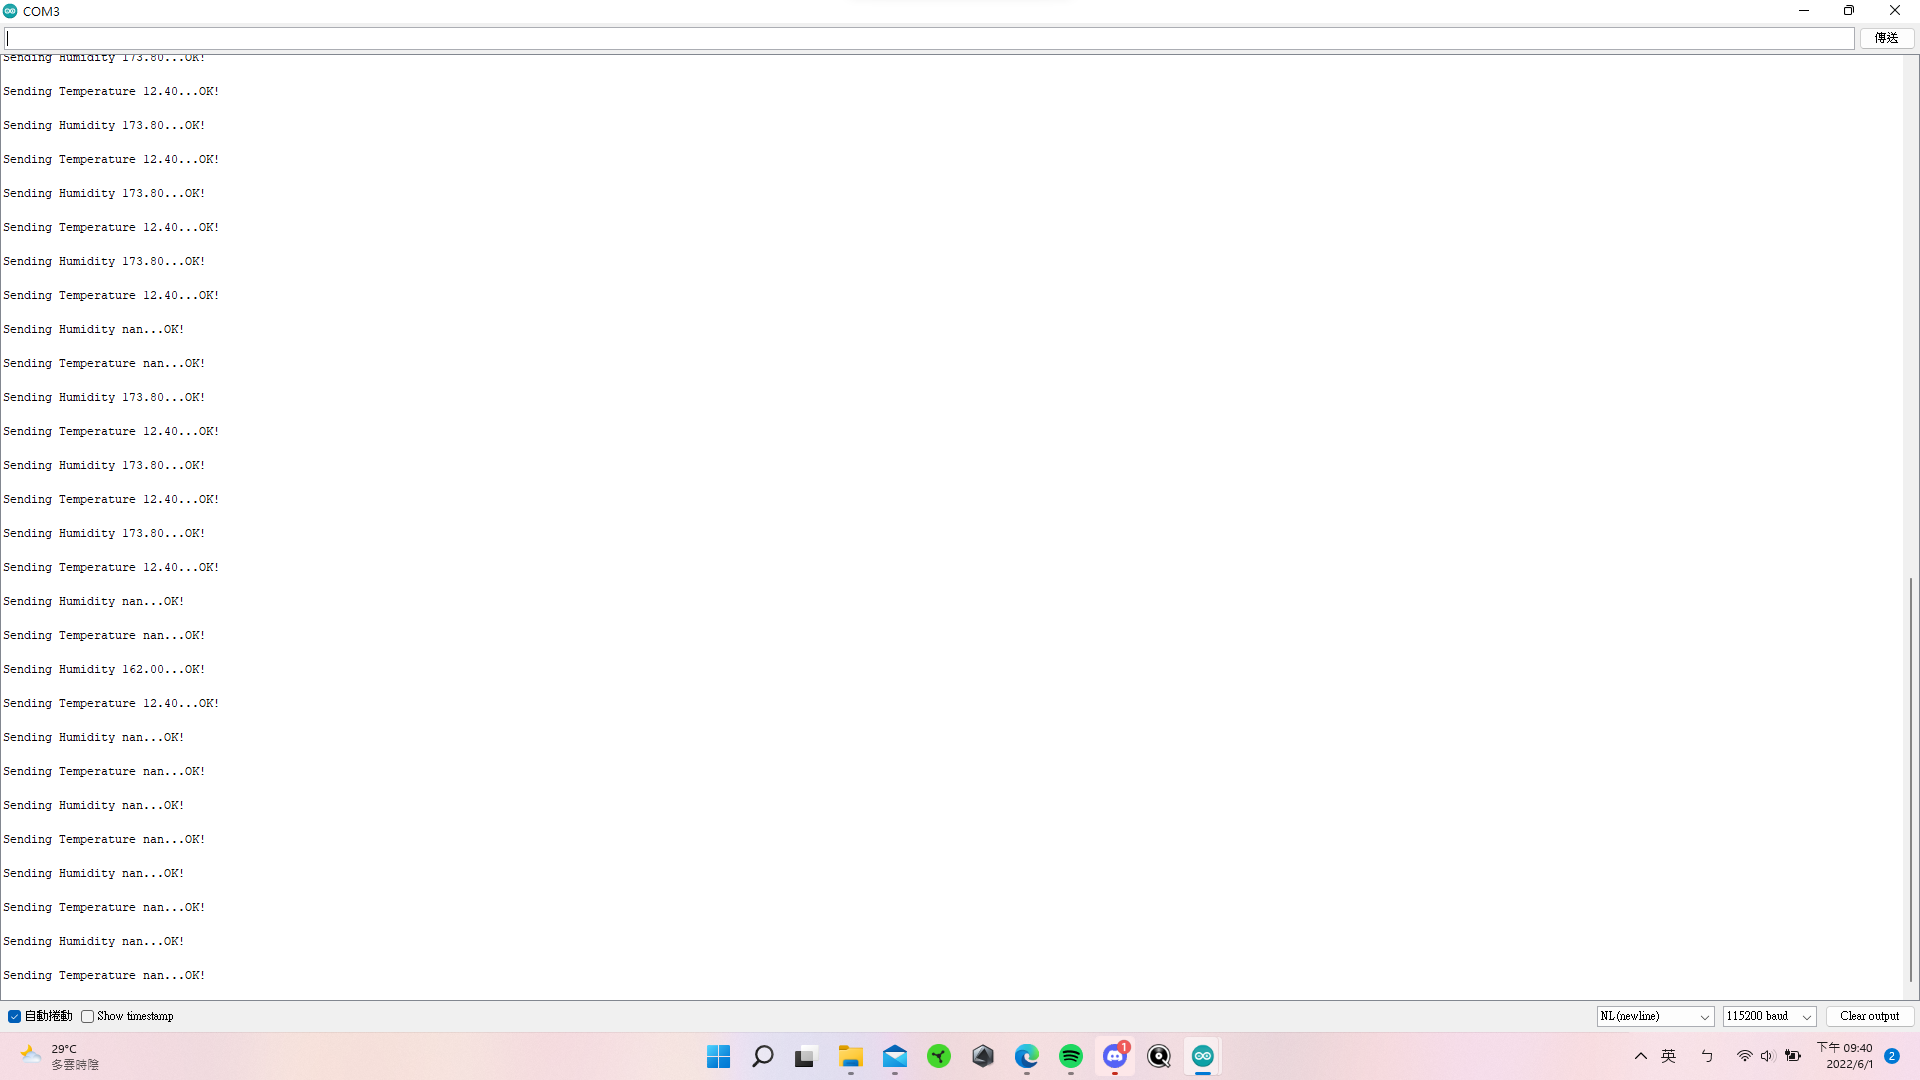 COM3
傳送
Sending Humidity 173.80...OK!
Sending Temperature 12.40...OK!
Sending Humidity 173.80...OK!
Sending Temperature 12.40...OK!
Sending Humidity 173.80...OK!
Sending Temperature 12.40...OK!
Sending Humidity 173.80...OK!
Sending Temperature 12.40...OK!
Sending Humidity nan...OK!
Sending Temperature nan...OK!
Sending Humidity 173.80...OK!
Sending Temperature 12.40...OK!
Sending Humidity 173.80...OK!
Sending Temperature 12.40...OK!
Sending Humidity 173.80...OK!
Sending Temperature 12.40...OK!
Sending Humidity nan...OK!
Sending Temperature nan...OK!
Sending Humidity 162.00...OK!
Sending Temperature 12.40...OK!
Sending Humidity nan...OK!
Sending Temperature nan...OK!
Sending Humidity nan...OK!
Sending Temperature nan...OK!
Sending Humidity nan...OK!
Sending Temperature nan...OK!
Sending Humidity nan...OK!
Sending Temperature nan...OK!
自動捲動 Show timestamp NL(newline) 115200 baud Clear output
29°C
多雲時陰
1
英 ㄅ
下午 09:40
2022/6/1
2